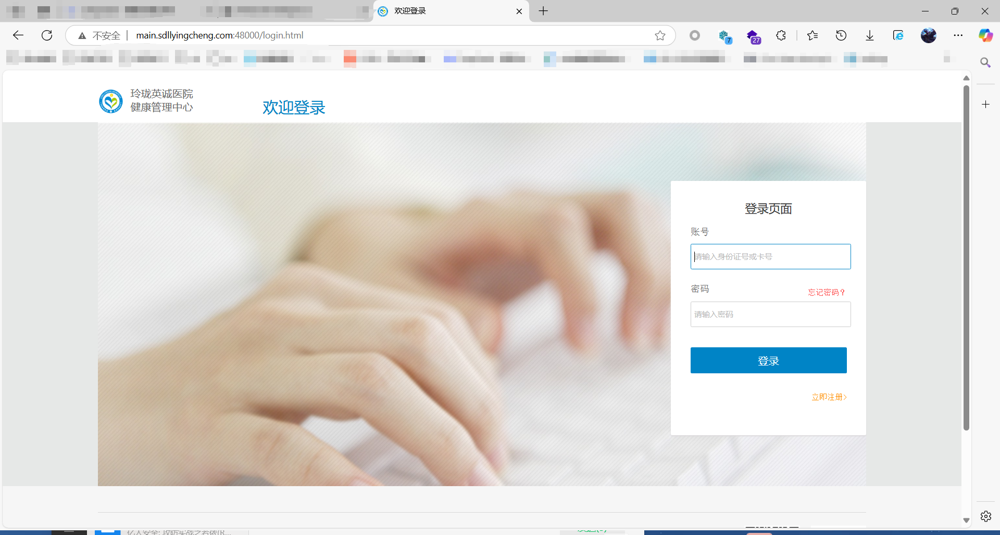 欢迎登录
不安全
main.sdllyingcheng.com:48000/login.html
7
27
玲珑英诚医院
健康管理中心
欢迎登录
登录页面
账号
请输入身份证号或卡号
密码
忘记密码？
请输入密码
登录
立即注册>